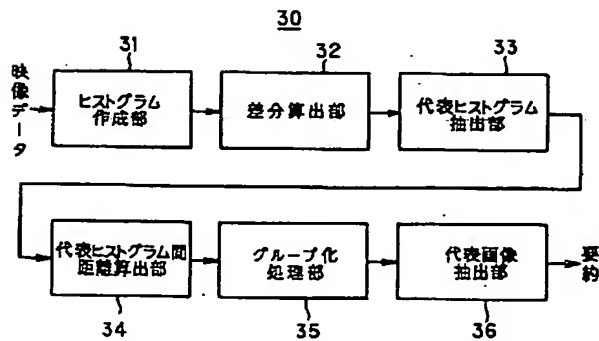 30
31
32
33
映像データ
ヒストグラム
作成部
差分算出部
代表ヒストグラム
抽出部
代表ヒストグラム間
距離算出部
グループ化
処理部
代表画像
抽出部
要約
34
35
36